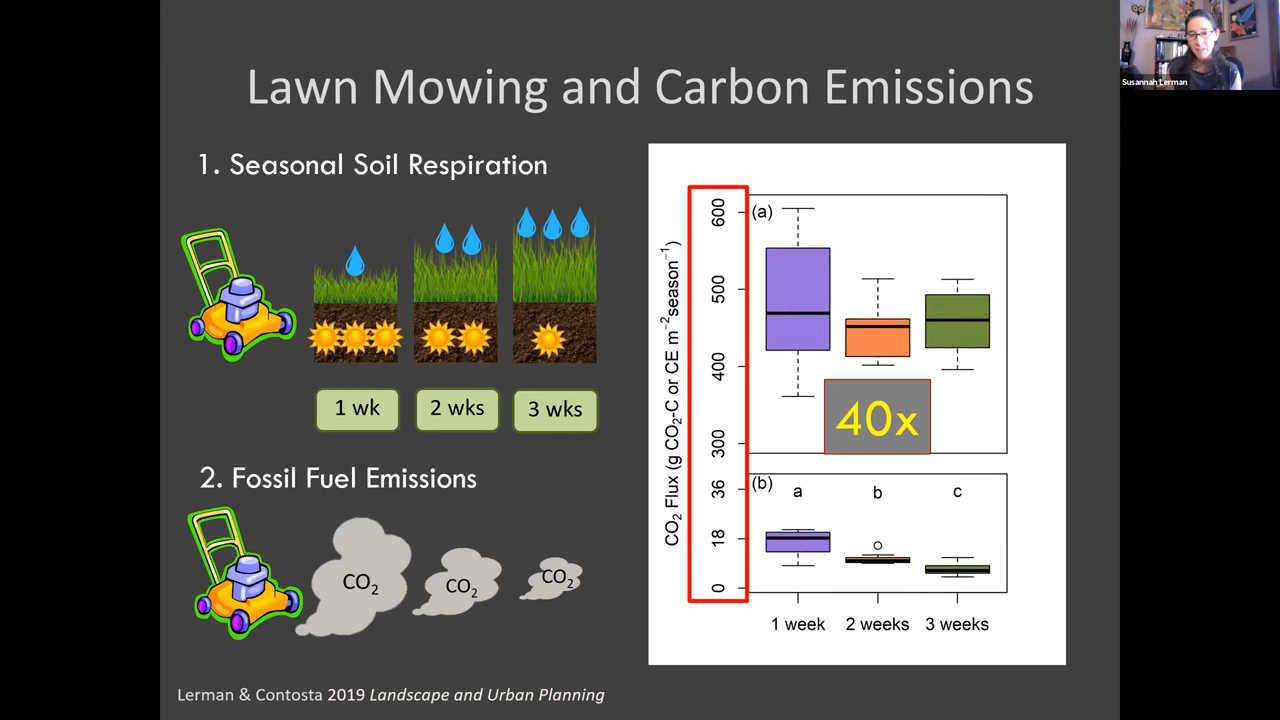 Lawn Mowing and Carbon Emissions
Susannah Lerman
1. Seasonal Soil Respiration
1 wk
2 wks
3 wks
2. Fossil Fuel Emissions
CO₂
CO₂
CO₂
CO₂ Flux (g CO₂-C or CE m⁻²season⁻¹)
(a)
600
500
400
300
40x
(b)
a
b
c
36
18
0
1 week
2 weeks
3 weeks
Lerman & Contosta 2019 Landscape and Urban Planning